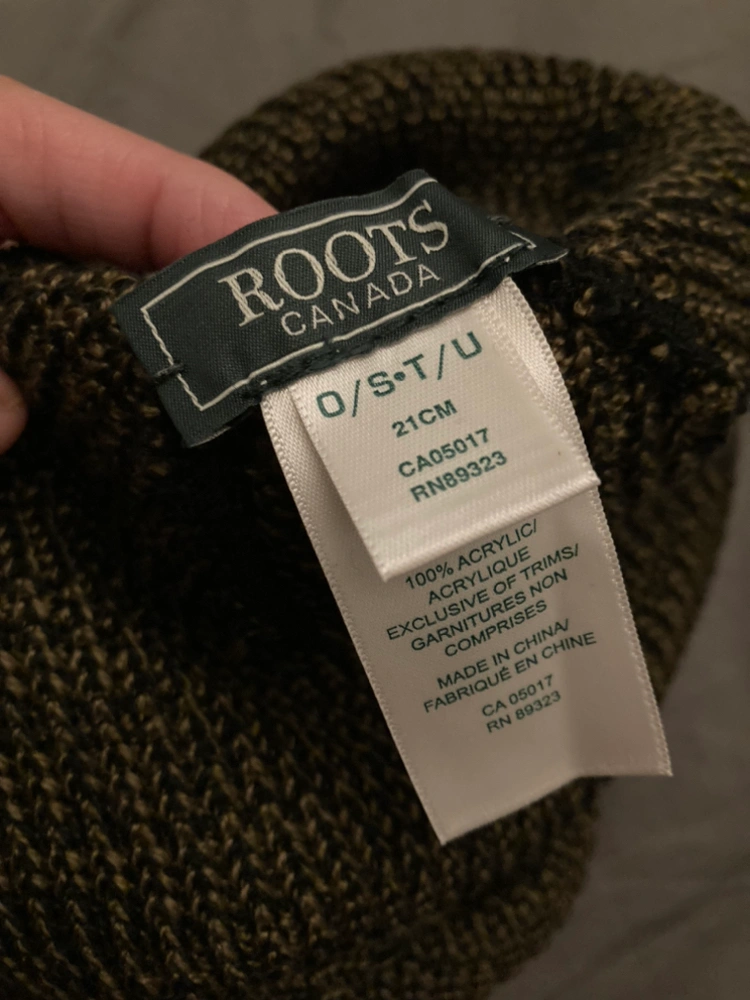 ROOTS
CANADA
O/S•T/U
21CM
CA05017
RN89323
100% ACRYLIC/
ACRYLIQUE
EXCLUSIVE OF TRIMS/
GARNITURES NON
COMPRISES
MADE IN CHINA/
FABRIQUÉ EN CHINE
CA 05017
RN 89323